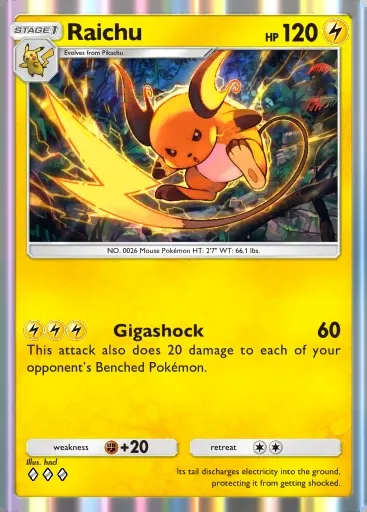 STAGE 1
Raichu
HP 120
Evolves from Pikachu
NO. 0026 Mouse Pokémon HT: 2'7" WT: 66.1 lbs.
Gigashock 60
This attack also does 20 damage to each of your
opponent's Benched Pokémon.
weakness +20 retreat
Illus. hncl
Its tail discharges electricity into the ground,
protecting it from getting shocked.